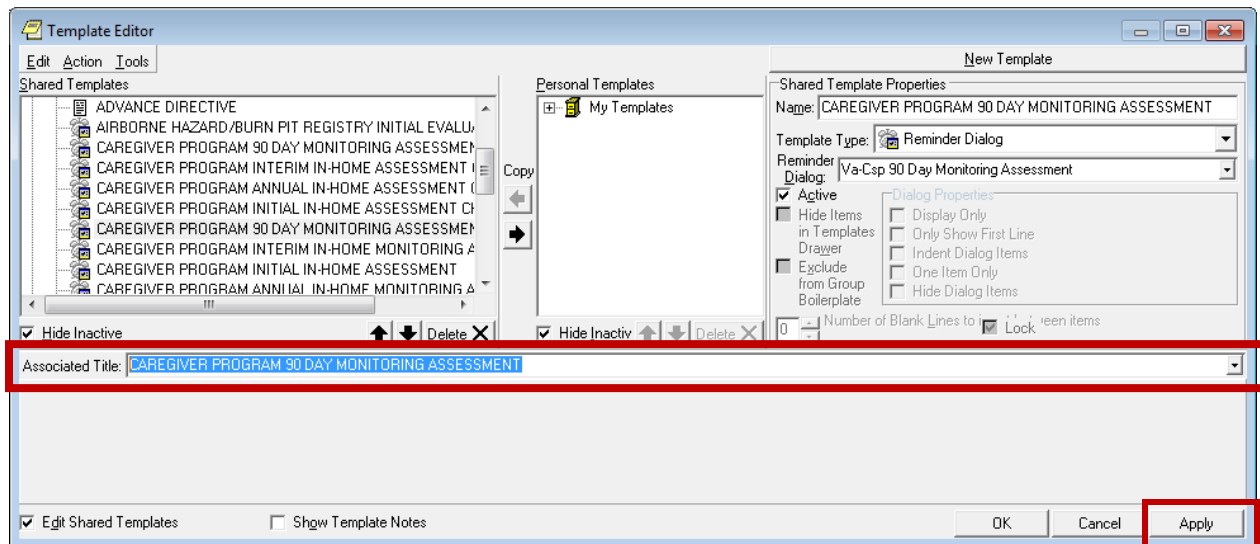 Template Editor
Edit Action Tools
New Template
Shared Templates
ADVANCE DIRECTIVE
AIRBORNE HAZARD/BURN PIT REGISTRY INITIAL EVALU
CAREGIVER PROGRAM 90 DAY MONITORING ASSESSMEN
CAREGIVER PROGRAM INTERIM IN-HOME ASSESSMENT
CAREGIVER PROGRAM ANNUAL IN-HOME ASSESSMENT (
CAREGIVER PROGRAM INITIAL IN-HOME ASSESSMENT CH
CAREGIVER PROGRAM 90 DAY MONITORING ASSESSMEN
CAREGIVER PROGRAM INTERIM IN-HOME MONITORING A
CAREGIVER PROGRAM INITIAL IN-HOME ASSESSMENT
CAREGIVER PROGRAM ANNUAL IN-HOME MONITORING A
Hide Inactive
Delete
Copy
Personal Templates
My Templates
Hide Inactiv
Delete
Shared Template Properties
Name: CAREGIVER PROGRAM 90 DAY MONITORING ASSESSMENT
Template Type: Reminder Dialog
Reminder
Dialog: Va-Csp 90 Day Monitoring Assessment
Active
Hide Items
in Templates
Drawer
Exclude
from Group
Boilerplate
Dialog Properties
Display Only
Only Show First Line
Indent Dialog Items
One Item Only
Hide Dialog Items
0 Number of Blank Lines to Lock een items
Associated Title: CAREGIVER PROGRAM 90 DAY MONITORING ASSESSMENT
Edit Shared Templates
Show Template Notes
OK Cancel Apply